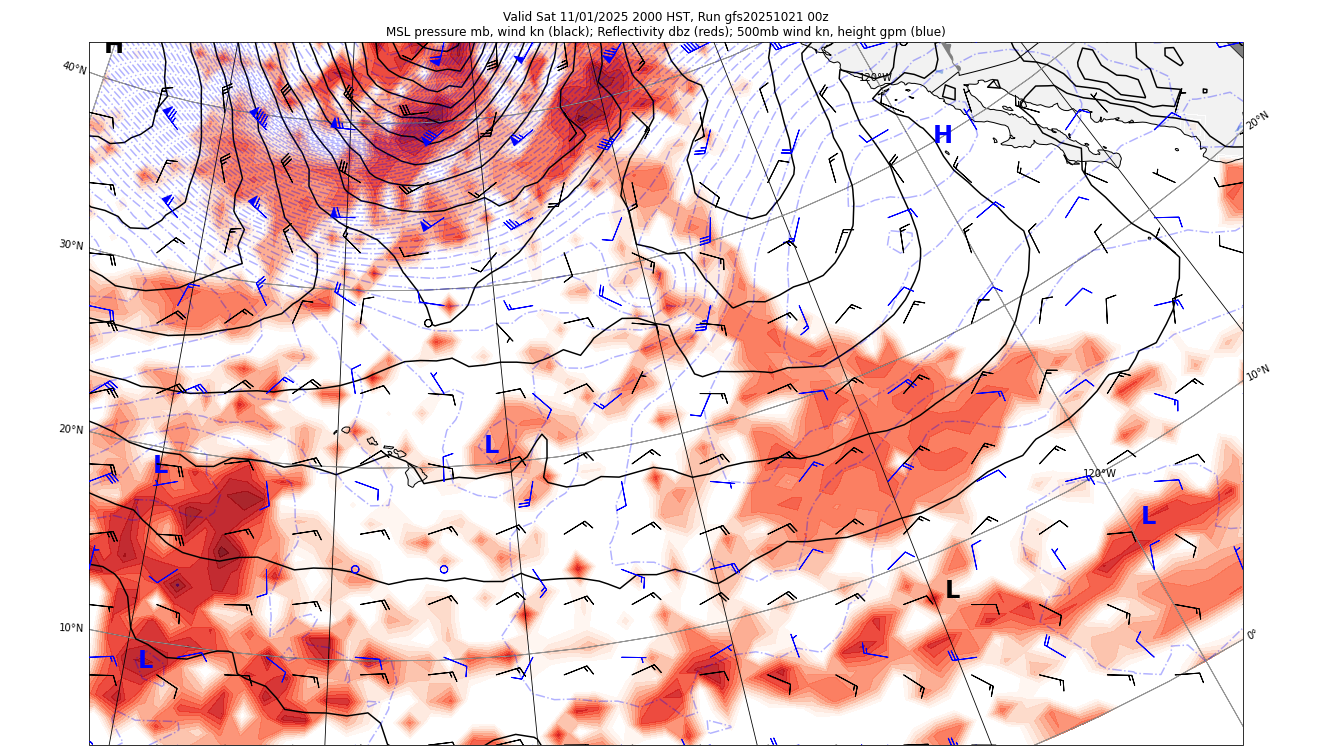 Valid Sat 11/01/2025 2000 HST, Run gfs20251021 00z
MSL pressure mb, wind kn (black); Reflectivity dbz (reds); 500mb wind kn, height gpm (blue)
H
40°N
120°W
20°N
H
30°N
10°N
20°N
L
L
120°W
L
L
10°N
0°
L